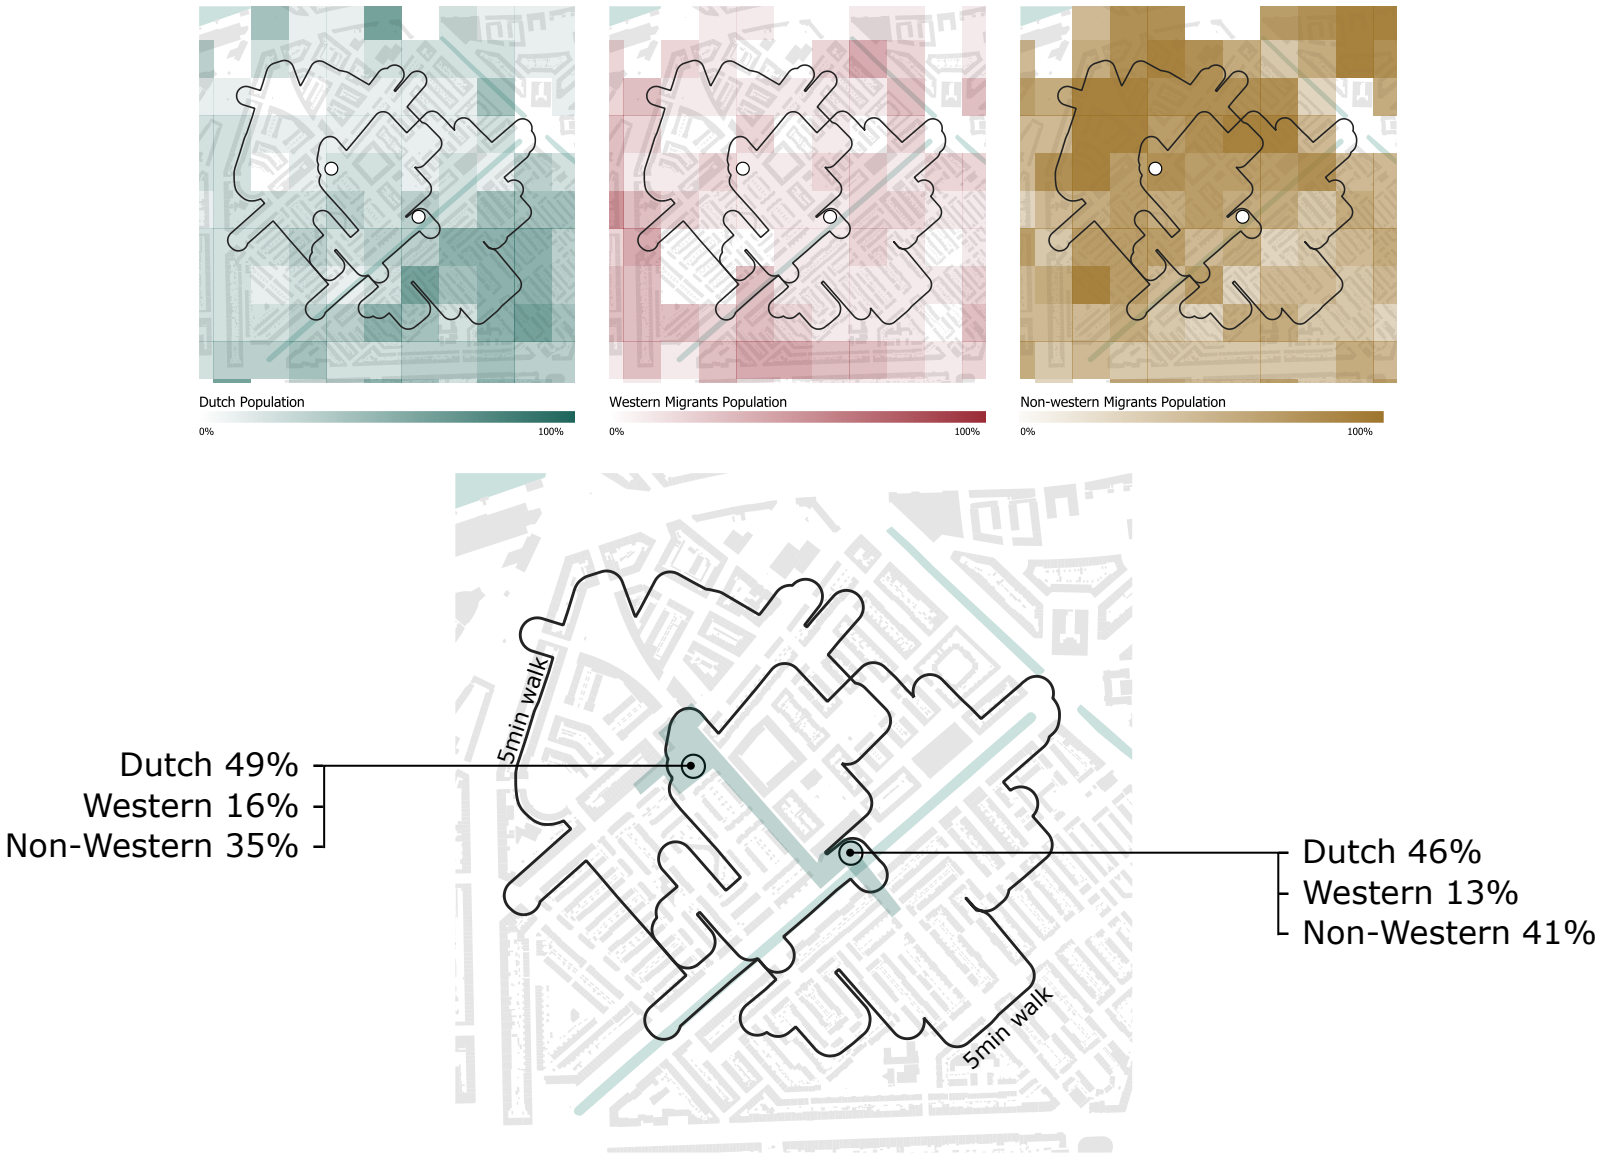 Dutch Population
0% 100%
Western Migrants Population
0% 100%
Non-western Migrants Population
0% 100%
5min walk
Dutch 49%
Western 16%
Non-Western 35%
Dutch 46%
Western 13%
Non-Western 41%
5min walk